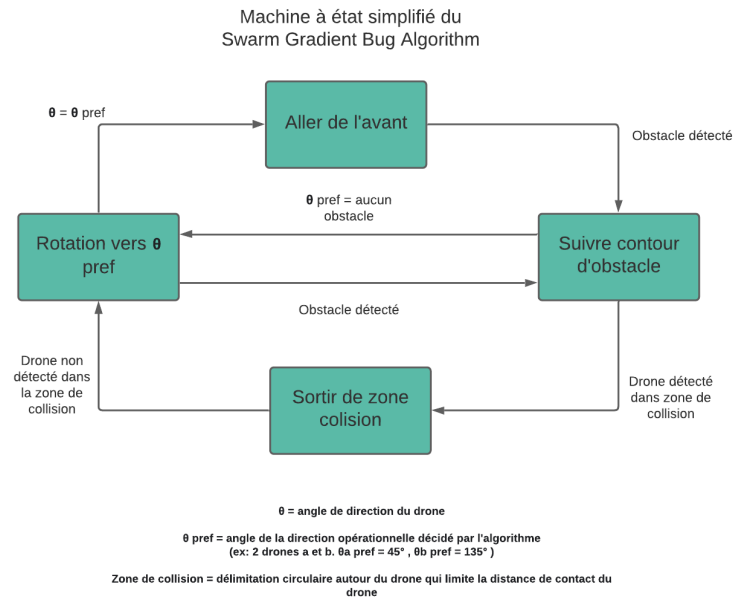 Machine à état simplifié du
Swarm Gradient Bug Algorithm
Aller de l'avant
θ = θ pref
Obstacle détecté
θ pref = aucun
obstacle
Rotation vers θ
pref
Suivre contour
d'obstacle
Obstacle détecté
Drone non
détecté dans
la zone de
collision
Sortir de zone
colision
Drone détecté
dans zone de
collision
θ = angle de direction du drone
θ pref = angle de la direction opérationnelle décidé par l'algorithme
(ex: 2 drones a et b. θa pref = 45° , θb pref = 135° )
Zone de collision = délimitation circulaire autour du drone qui limite la distance de contact du
drone